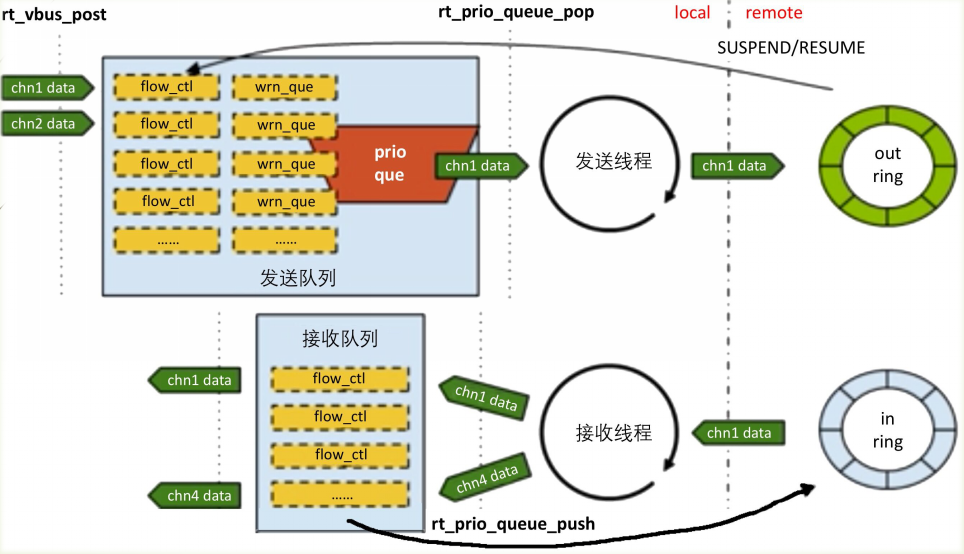 rt_vbus_post
rt_prio_queue_pop
local
remote
SUSPEND/RESUME
chn1 data
chn2 data
flow_ctl
wrn_que
flow_ctl
wrn_que
flow_ctl
wrn_que
flow_ctl
wrn_que
......
......
prio
que
发送队列
chn1 data
发送线程
chn1 data
out
ring
接收队列
flow_ctl
flow_ctl
flow_ctl
......
chn1 data
chn4 data
chn1 data
chn4 data
接收线程
chn1 data
in
ring
rt_prio_queue_push